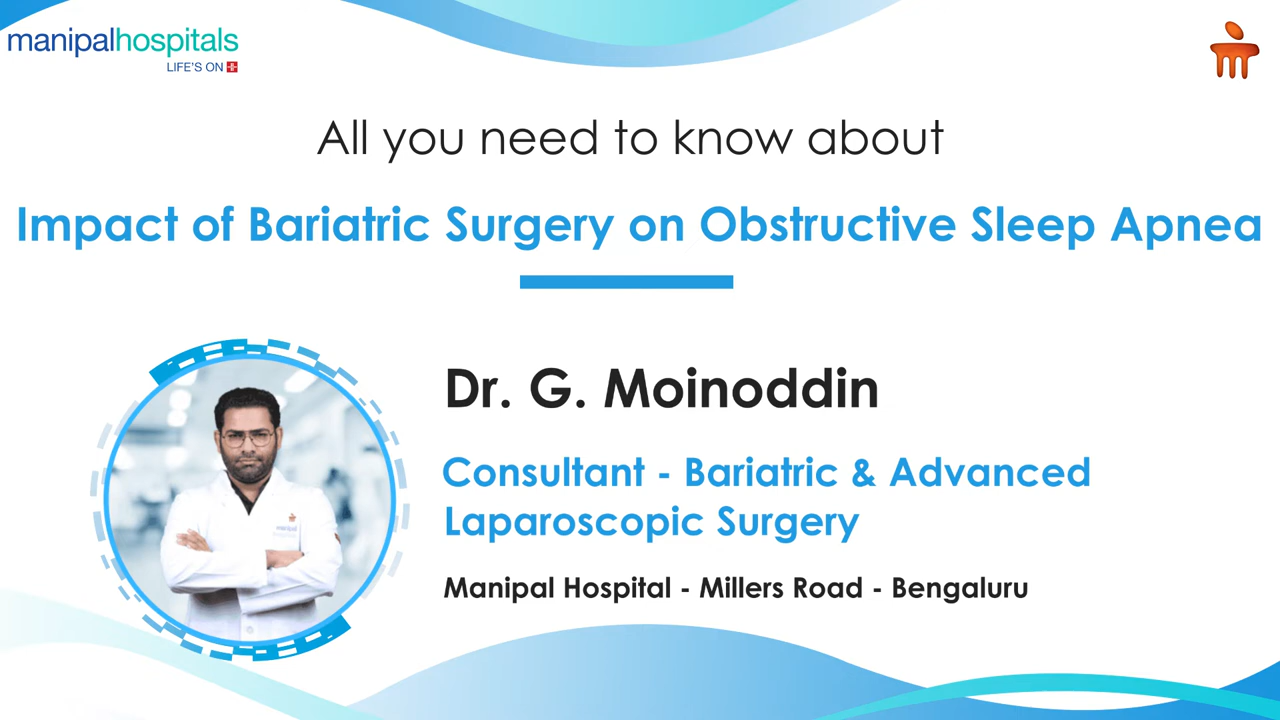 manipalhospitals
LIFE'S ON
All you need to know about
Impact of Bariatric Surgery on Obstructive Sleep Apnea
Dr. G. Moinoddin
Consultant - Bariatric & Advanced
Laparoscopic Surgery
Manipal Hospital - Millers Road - Bengaluru